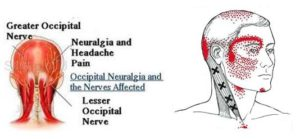 Greater Occipital
Nerve
Neuralgia and
Headache
Pain
Occipital Neuralgia and
the Nerves Affected
Lesser
Occipital
Nerve